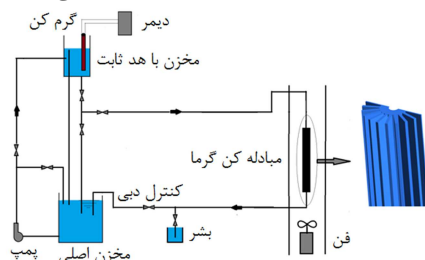 گرم کن
دیمر
مخزن با هد ثابت
مبادله کن گرما
کنترل دبی
بشر
فن
پمپ
مخزن اصلی